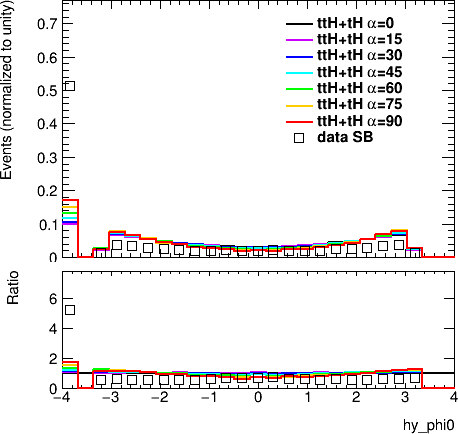 Events (normalized to unity)
0.7
0.6
0.5
0.4
0.3
0.2
0.1
0
ttH+tH α=0
ttH+tH α=15
ttH+tH α=30
ttH+tH α=45
ttH+tH α=60
ttH+tH α=75
ttH+tH α=90
data SB
Ratio
6
4
2
0
−4 −3 −2 −1 0 1 2 3 4
hy_phi0